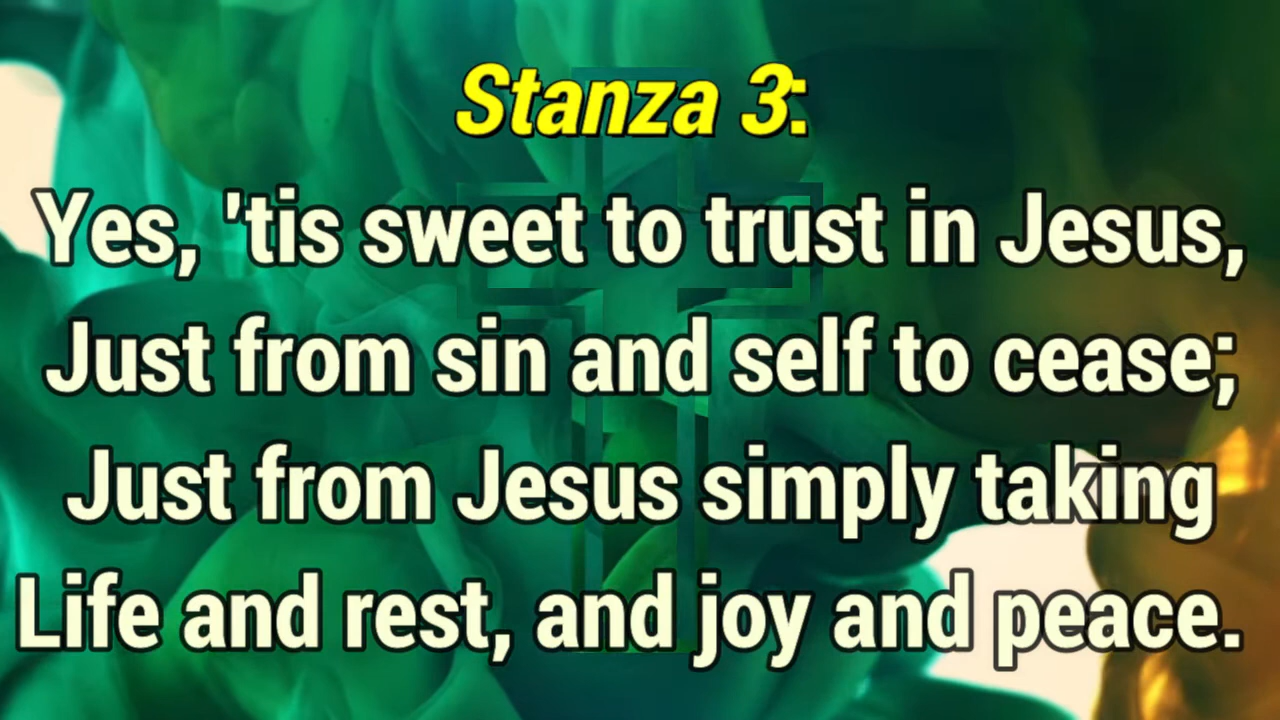 Stanza 3:
Yes, 'tis sweet to trust in Jesus,
Just from sin and self to cease;
Just from Jesus simply taking
Life and rest, and joy and peace.